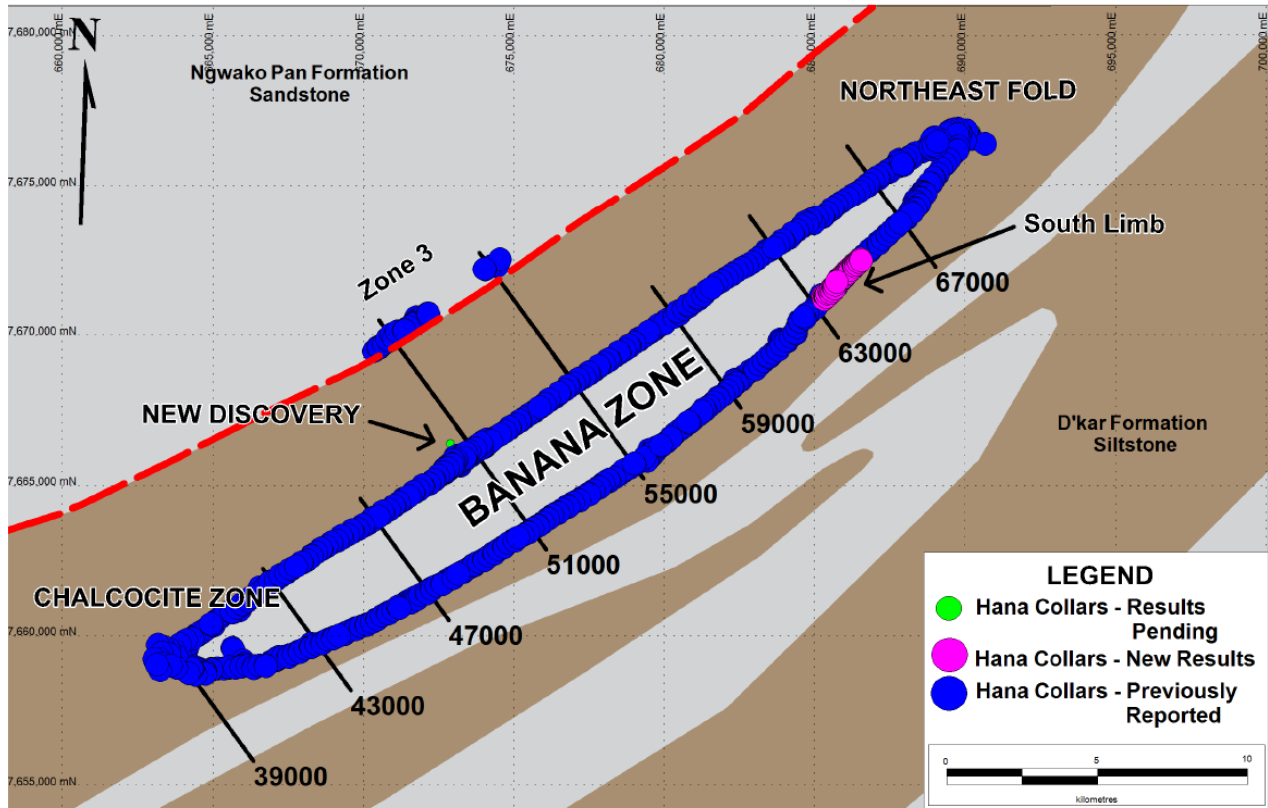 660,000 mE
665,000 mE
670,000 mE
675,000 mE
680,000 mE
685,000 mE
690,000 mE
695,000 mE
700,0
7,680,000 mN
N
Ngwako Pan Formation
Sandstone
NORTHEAST FOLD
7,675,000 mN
South Limb
Zone 3
67000
7,670,000 mN
63000
NEW DISCOVERY
BANANA ZONE
59000
D'kar Formation
Siltstone
7,665,000 mN
55000
51000
CHALCOCITE ZONE
7,660,000 mN
47000
43000
39000
7,655,000 mN
LEGEND
Hana Collars - Results
Pending
Hana Collars - New Results
Hana Collars - Previously
Reported
0 5 10
kilometres